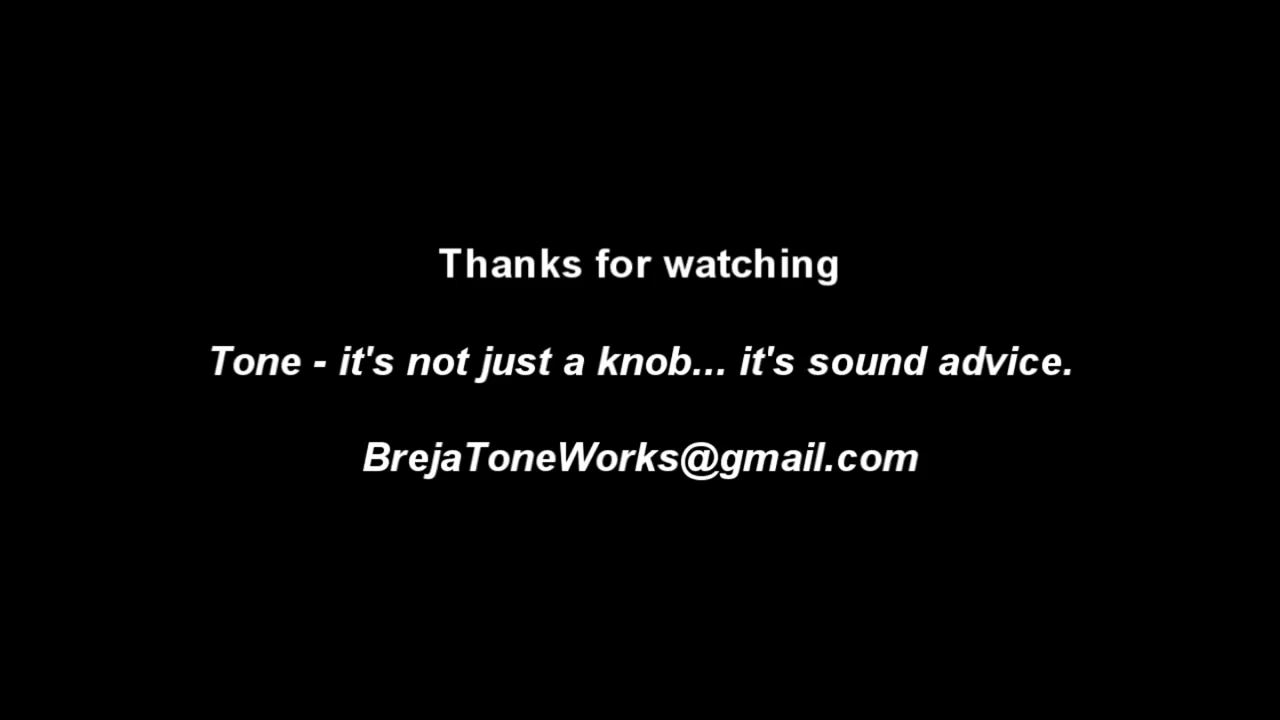 Thanks for watching
Tone - it's not just a knob... it's sound advice.
BrejaToneWorks@gmail.com